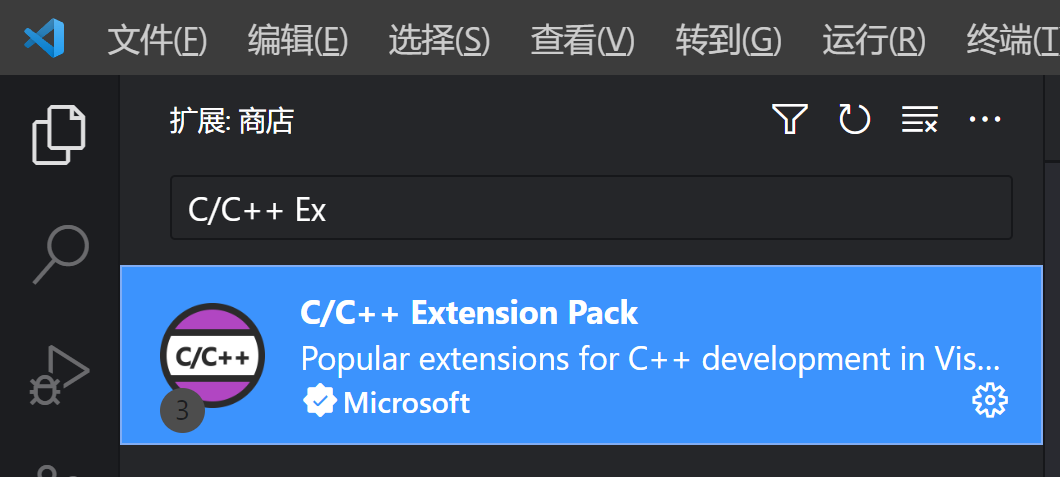 文件(F) 编辑(E) 选择(S) 查看(V) 转到(G) 运行(R) 终端(T
扩展: 商店
C/C++ Ex
C/C++ Extension Pack
C/C++
Popular extensions for C++ development in Vis...
3
Microsoft